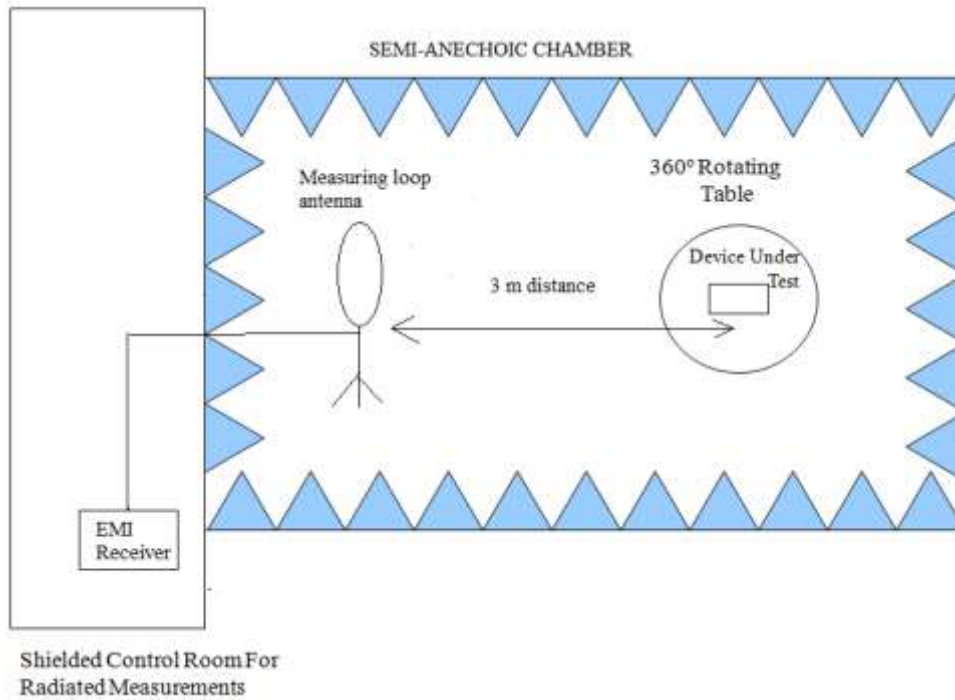 SEMI-ANECHOIC CHAMBER
Measuring loop
antenna
360º Rotating
Table
Device Under
Test
3 m distance
EMI
Receiver
Shielded Control Room For
Radiated Measurements